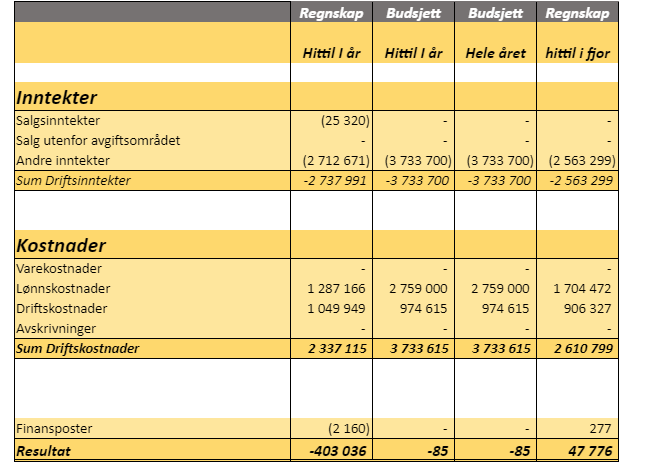 Regnskap Budsjett Budsjett Regnskap
Hittil I år Hittil I år Hele året hittil i fjor
Inntekter
Salgsinntekter (25 320) - - -
Salg utenfor avgiftsområdet - - - -
Andre inntekter (2 712 671) (3 733 700) (3 733 700) (2 563 299)
Sum Driftsinntekter -2 737 991 -3 733 700 -3 733 700 -2 563 299
Kostnader
Varekostnader - - - -
Lønnskostnader 1 287 166 2 759 000 2 759 000 1 704 472
Driftskostnader 1 049 949 974 615 974 615 906 327
Avskrivninger - - - -
Sum Driftskostnader 2 337 115 3 733 615 3 733 615 2 610 799
Finansposter (2 160) - - 277
Resultat -403 036 -85 -85 47 776